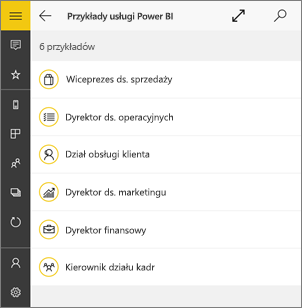 Przykłady usługi Power BI
6 przykładów
Wiceprezes ds. sprzedaży
Dyrektor ds. operacyjnych
Dział obsługi klienta
Dyrektor ds. marketingu
Dyrektor finansowy
Kierownik działu kadr